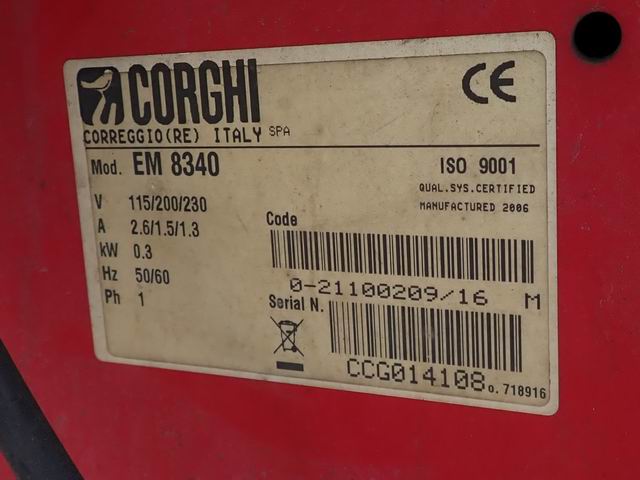 CORGHI
CE
CORREGGIO(RE) ITALY SPA
Mod. EM 8340
ISO 9001
QUAL.SYS.CERTIFIED
MANUFACTURED 2006
V 115/200/230
A 2.6/1.5/1.3
kW 0.3
Hz 50/60
Ph 1
Code
0-21100209/16 M
Serial N.
CCG014108
o. 718916